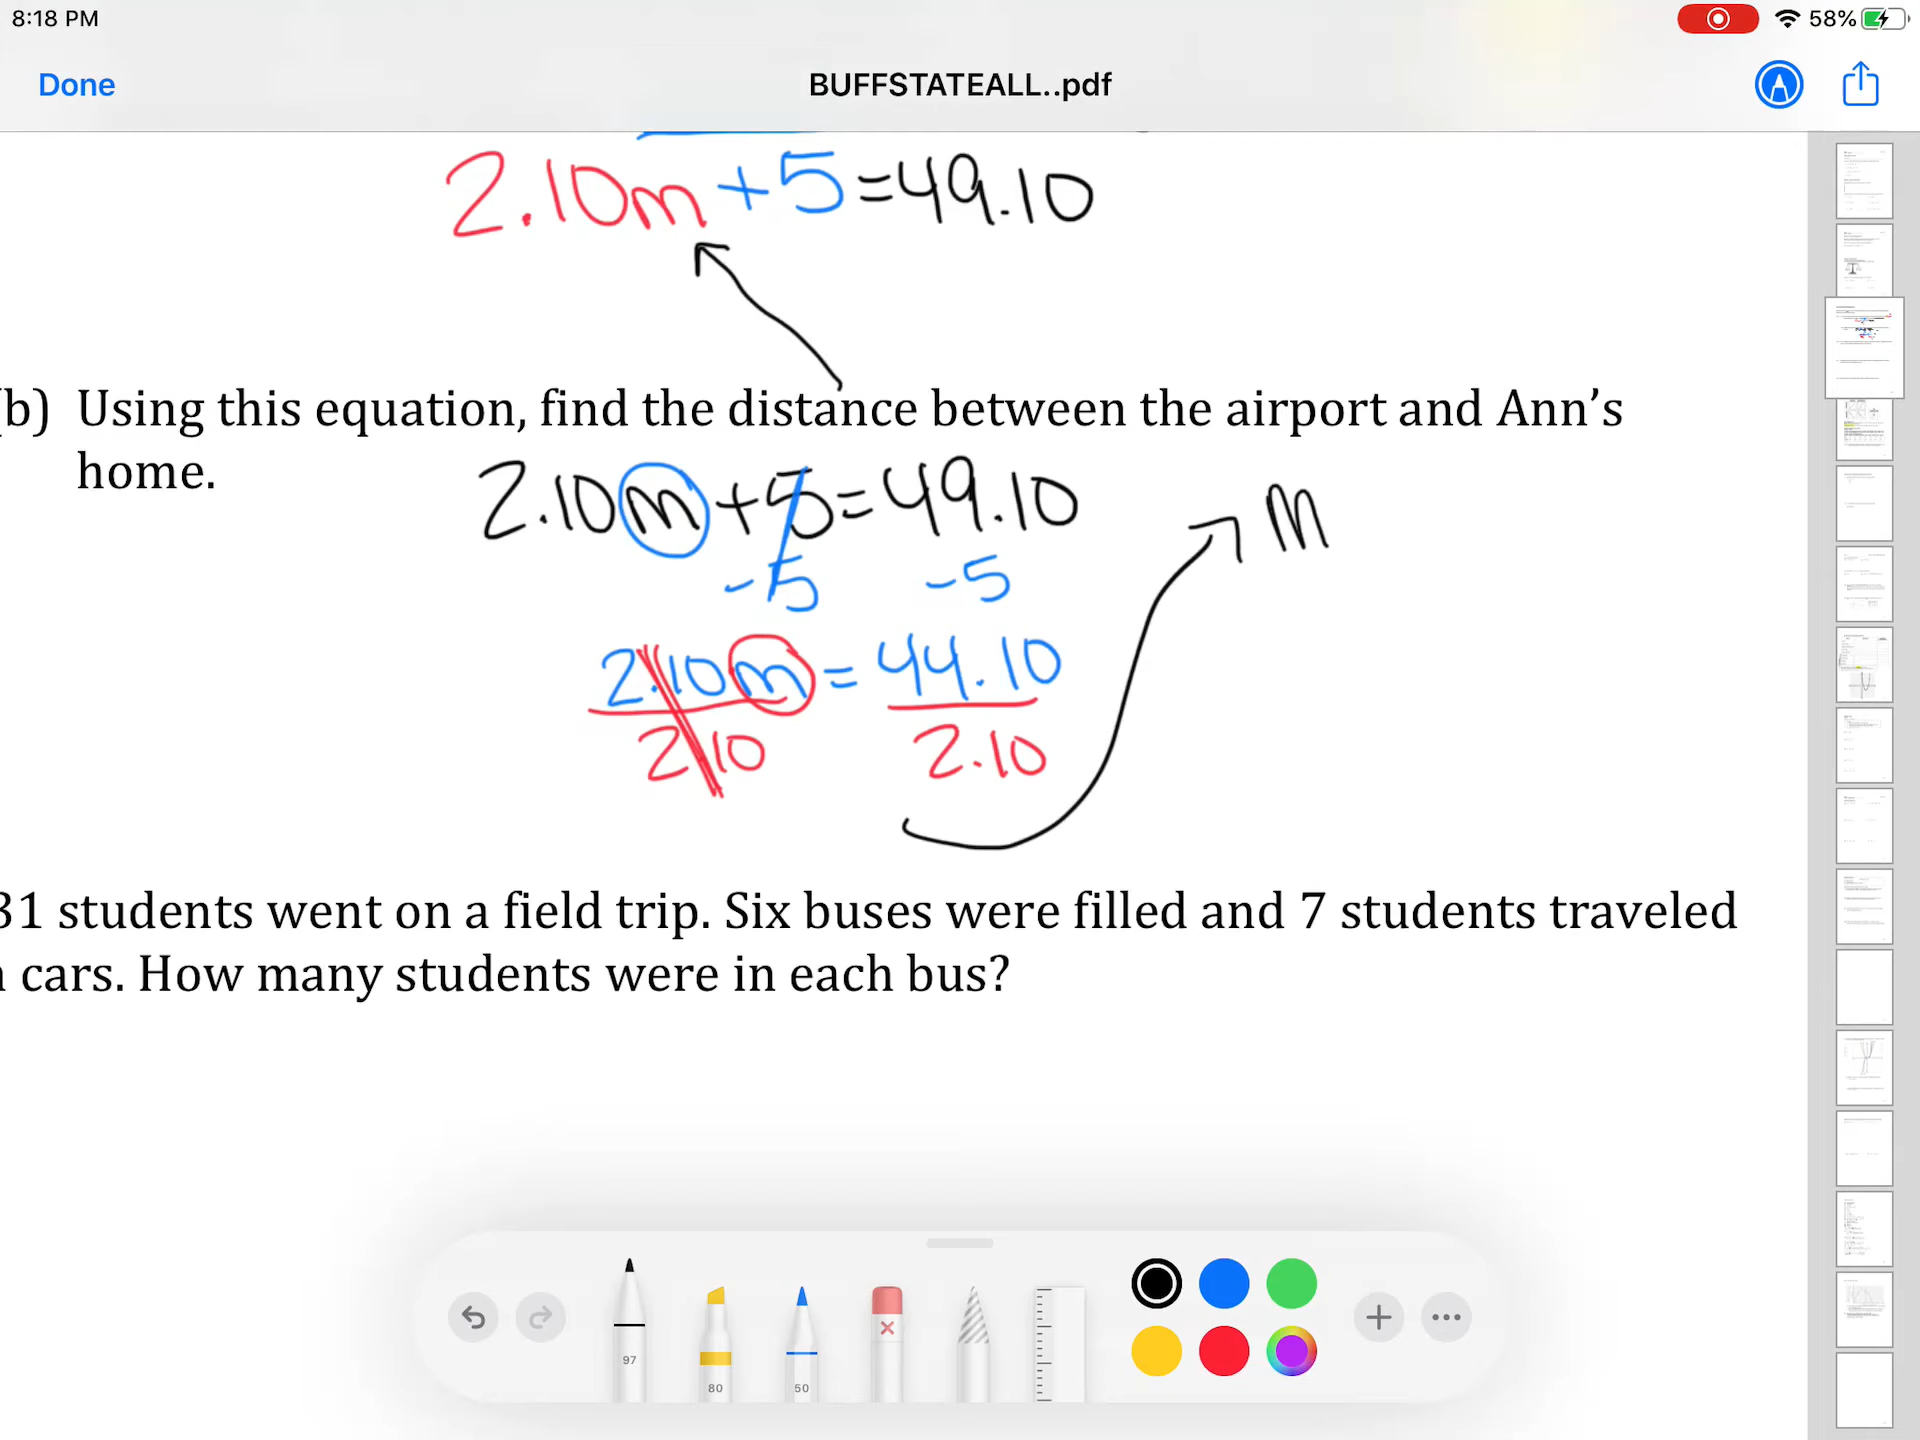 8:18 PM
58%
Done
BUFFSTATEALL..pdf
2.10m+5=49.10
(b) Using this equation, find the distance between the airport and Ann's
home.
2.10m+5=49.10
-5 -5
2.10m=44.10
2.10 2.10
m
31 students went on a field trip. Six buses were filled and 7 students traveled
cars. How many students were in each bus?
97
80
50